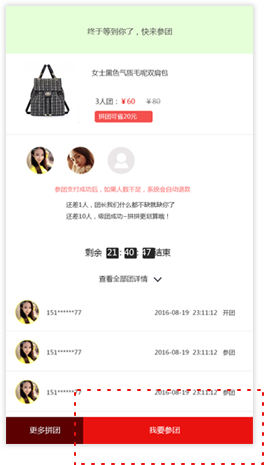 终于等到你了，快来参团
女士黑色气质毛呢双肩包
3人团：¥60 ¥80
拼团可省20元
参团支付成功后，如果人数不足，系统会自动退款
还差1人，团长我们什么都不缺就缺你了
还差10人，你团成功~拼拼更划算哦！
剩余 21: 40: 47结束
查看全部团详情
151******77 2016-08-19 23:11:12 开团
151******77 2016-08-19 23:11:12 参团
151******77 2016-08-19 23:11:12 参团
更多拼团 我要参团